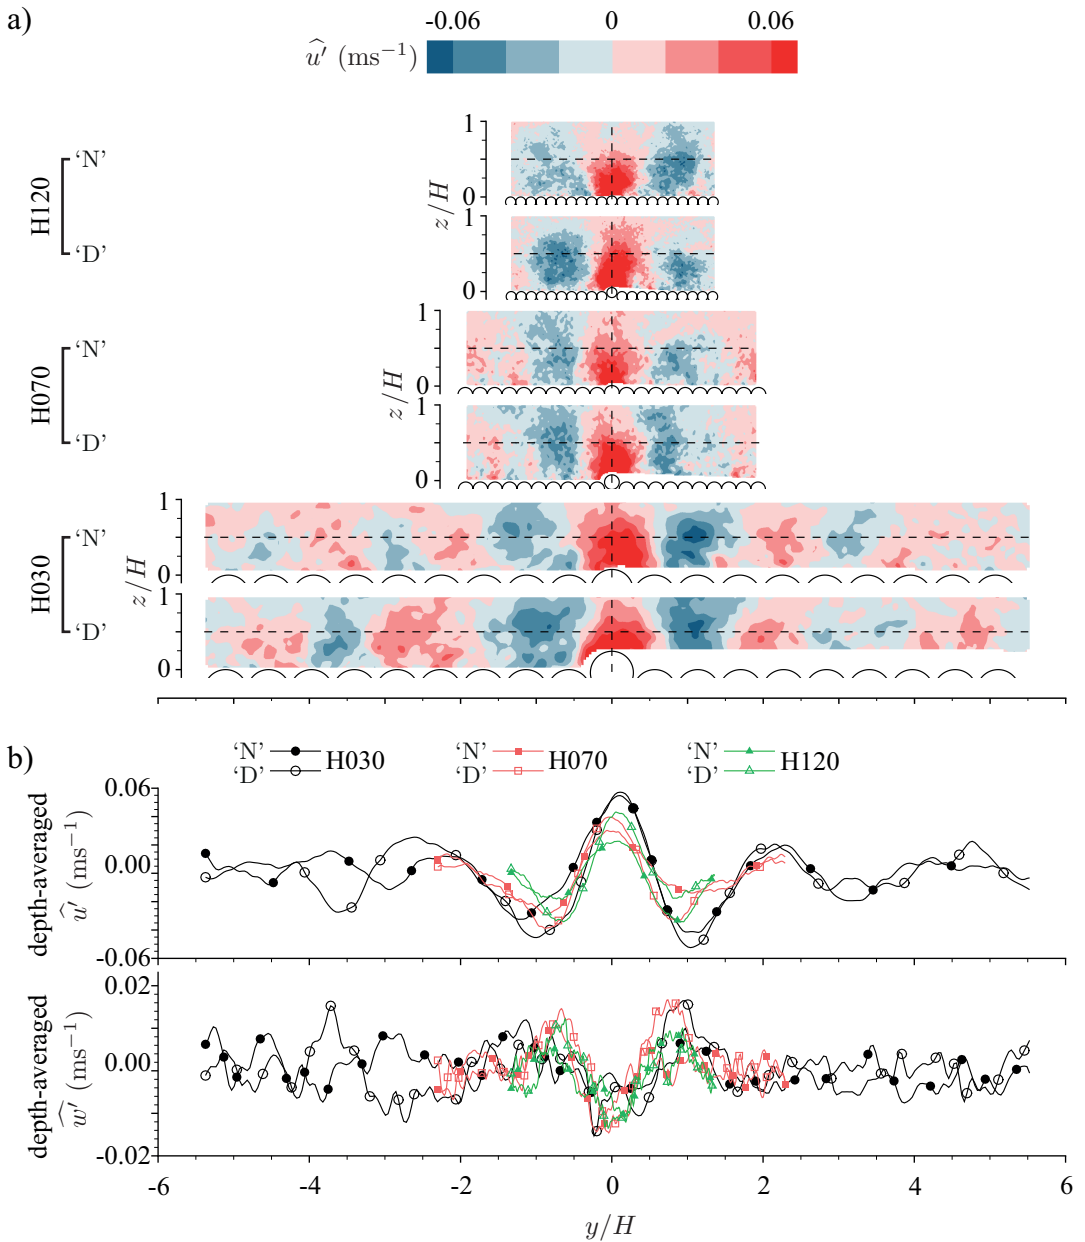 a)
-0.06 0 0.06
û′ (ms⁻¹)
H120
‘N’
‘D’
z/H
1
0
1
0
H070
‘N’
‘D’
z/H
1
0
1
0
H030
‘N’
‘D’
z/H
1
0
1
0
b)
‘N’ H030
‘D’
‘N’ H070
‘D’
‘N’ H120
‘D’
depth-averaged
û′ (ms⁻¹)
0.06
0.00
-0.06
depth-averaged
ŵ′ (ms⁻¹)
0.02
0.00
-0.02
-6 -4 -2 0 2 4 6
y/H